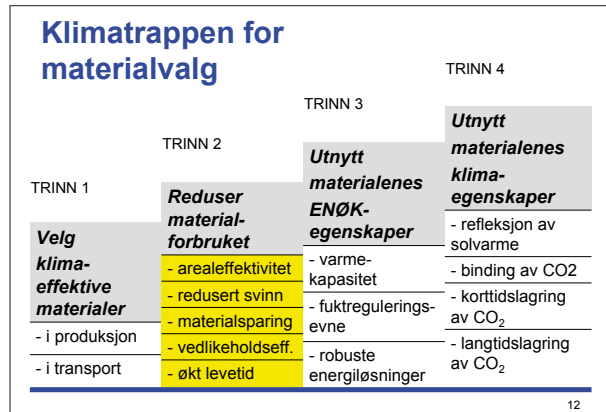 Klimatrappen for
materialvalg
TRINN 1
Velg
klima-
effektive
materialer
- i produksjon
- i transport
TRINN 2
Reduser
material-
forbruket
- arealeffektivitet
- redusert svinn
- materialsparing
- vedlikeholdseff.
- økt levetid
TRINN 3
Utnytt
materialenes
ENØK-
egenskaper
- varme-
kapasitet
- fuktregulerings-
evne
- robuste
energiløsninger
TRINN 4
Utnytt
materialenes
klima-
egenskaper
- refleksjon av
solvarme
- binding av CO2
- korttidslagring
av CO₂
- langtidslagring
av CO₂
12